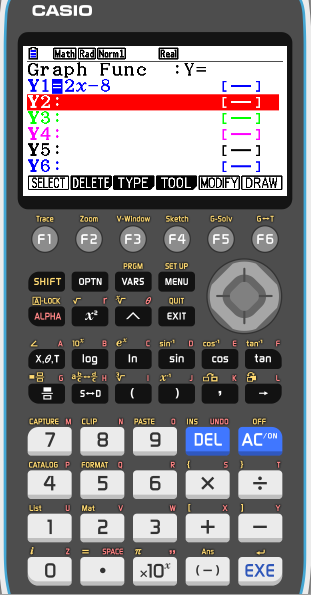 CASIO
Math Rad Norm1 Real
Graph Func :Y=
Y1=2x-8 [—]
Y2: [—]
Y3: [—]
Y4: [—]
Y5: [—]
Y6: [—]
SELECT DELETE TYPE TOOL MODIFY DRAW
Trace Zoom V-Window Sketch G-Solv G↔T
F1 F2 F3 F4 F5 F6
PRGM SET UP
SHIFT OPTN VARS MENU
A-LOCK √ r ∛ θ QUIT
ALPHA x² ^ EXIT
∠ A 10ˣ B eˣ C sin⁻¹ D cos⁻¹ E tan⁻¹ F
X,θ,T log ln sin cos tan
G H ∛ I x⁻¹ J K L
S↔D ( ) , →
CAPTURE M CLIP N PASTE O INS UNDO OFF
7 8 9 DEL AC/ON
CATALOG P FORMAT Q R { S } T
4 5 6 × ÷
List U Mat V W [ X ] Y
1 2 3 + −
i Z = SPACE π " Ans ↵
0 • ×10ˣ (−) EXE